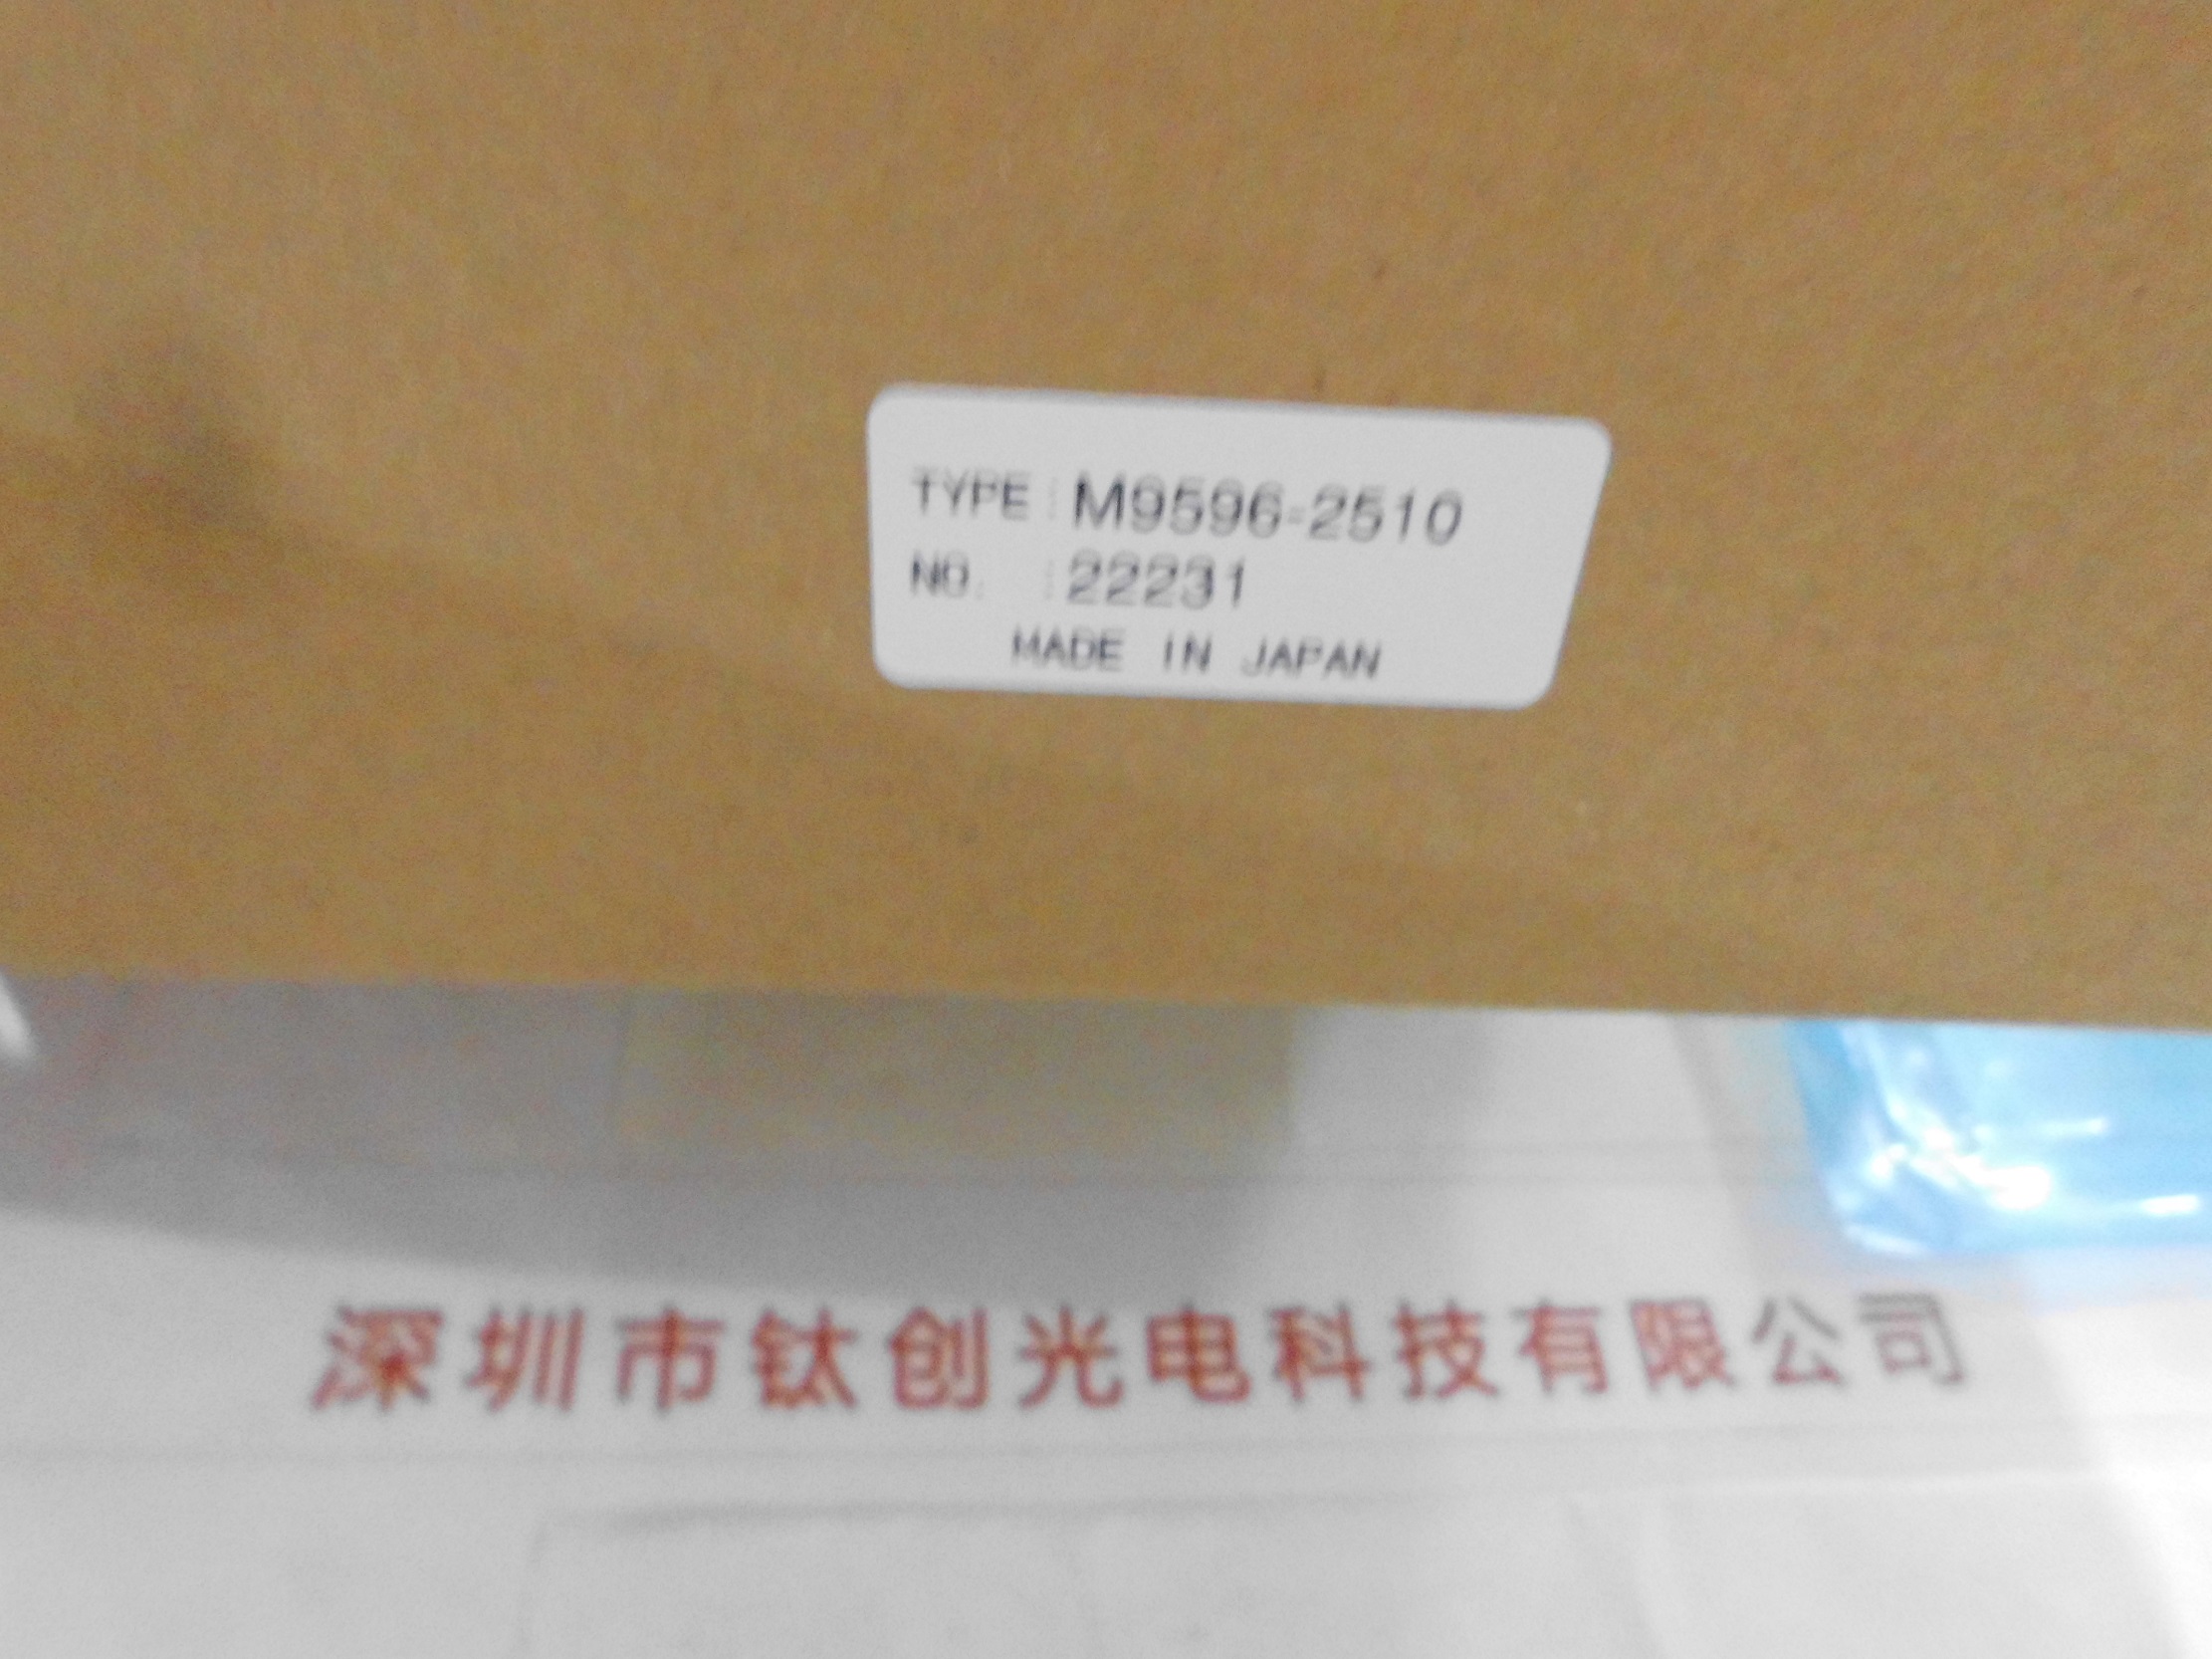 TYPE : M9596-2510
NO. : 22231
MADE IN JAPAN
深圳市钛创光电科技有限公司